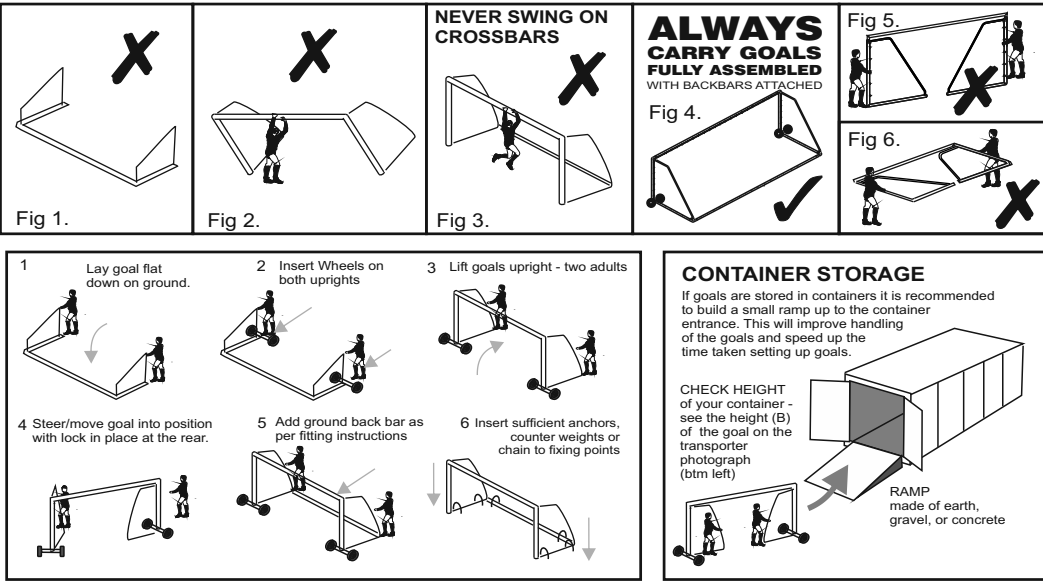 Fig 1.
Fig 2.
NEVER SWING ON
CROSSBARS
Fig 3.
ALWAYS
CARRY GOALS
FULLY ASSEMBLED
WITH BACKBARS ATTACHED
Fig 4.
Fig 5.
Fig 6.
1
Lay goal flat
down on ground.
2 Insert Wheels on
both uprights
3 Lift goals upright - two adults
4 Steer/move goal into position
with lock in place at the rear.
5 Add ground back bar as
per fitting instructions
6 Insert sufficient anchors,
counter weights or
chain to fixing points
CONTAINER STORAGE
If goals are stored in containers it is recommended
to build a small ramp up to the container
entrance. This will improve handling
of the goals and speed up the
time taken setting up goals.
CHECK HEIGHT
of your container -
see the height (B)
of the goal on the
transporter
photograph
(btm left)
RAMP
made of earth,
gravel, or concrete